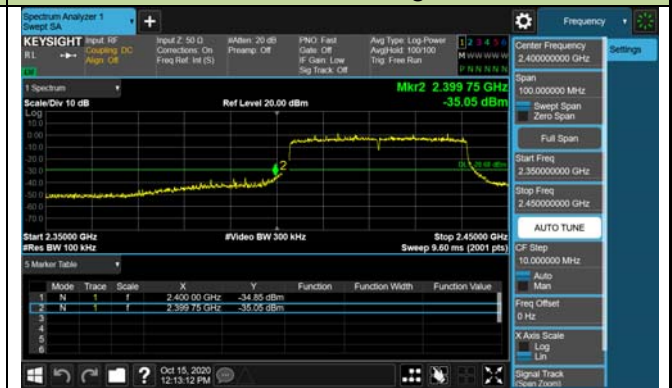 Spectrum Analyzer 1
Swept SA
Frequency
KEYSIGHT
Input: RF
Coupling: DC
Align: Off
Input Z: 50 Ω
Corrections: On
Freq Ref: Int (S)
#Atten: 20 dB
Preamp: Off
PNO: Fast
Gate: Off
IF Gain: Low
Sig Track: Off
Avg Type: Log-Power
Avg|Hold: 100/100
Trig: Free Run
1 2 3 4 5 6
M W W W W W
P N N N N N
Center Frequency
2.400000000 GHz
Settings
Span
100.000000 MHz
Swept Span
Zero Span
Full Span
Start Freq
2.350000000 GHz
Stop Freq
2.450000000 GHz
AUTO TUNE
CF Step
10.000000 MHz
Auto
Man
Freq Offset
0 Hz
X Axis Scale
Log
Lin
Signal Track
(Span Zoom)
1 Spectrum
Scale/Div 10 dB
Ref Level 20.00 dBm
Mkr2 2.399 75 GHz
-35.05 dBm
Log
10.0
0.00
-10.0
-20.0
-30.0
-40.0
-50.0
-60.0
-70.0
2
Start 2.35000 GHz
#Video BW 300 kHz
Stop 2.45000 GHz
#Res BW 100 kHz
Sweep 9.60 ms (2001 pts)
5 Marker Table
Mode Trace Scale X Y Function Function Width Function Value
1 N 1 f 2.400 00 GHz -34.85 dBm
2 N 1 f 2.399 75 GHz -35.05 dBm
3
4
5
6
Oct 15, 2020
12:13:12 PM